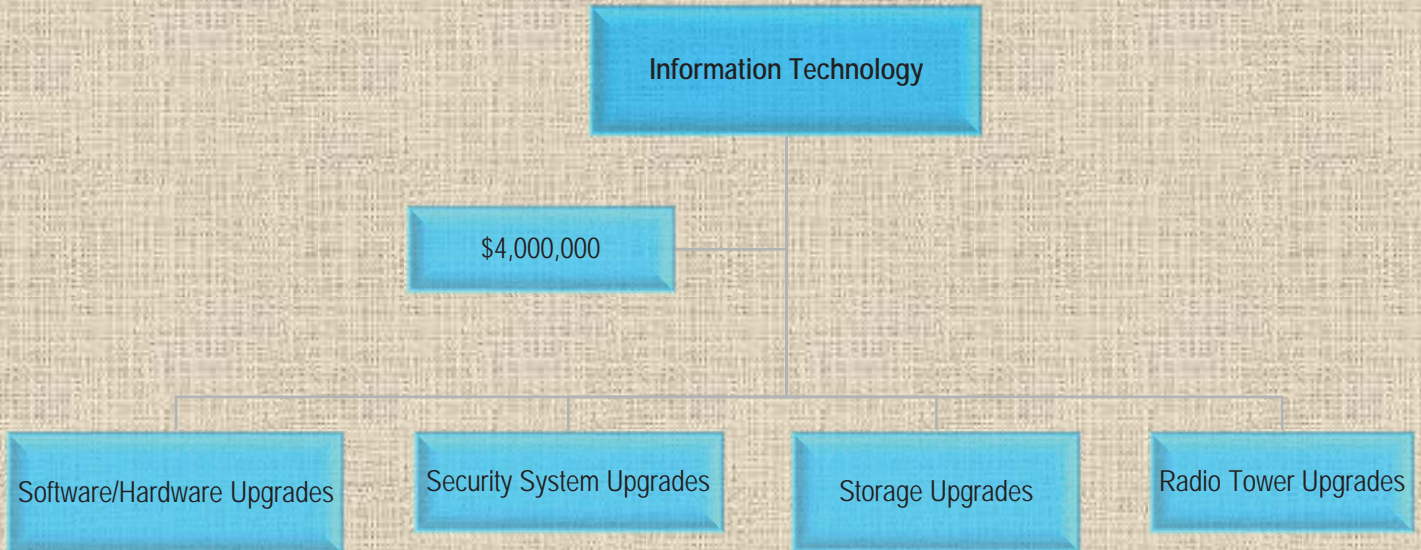 Information Technology
$4,000,000
Software/Hardware Upgrades
Security System Upgrades
Storage Upgrades
Radio Tower Upgrades